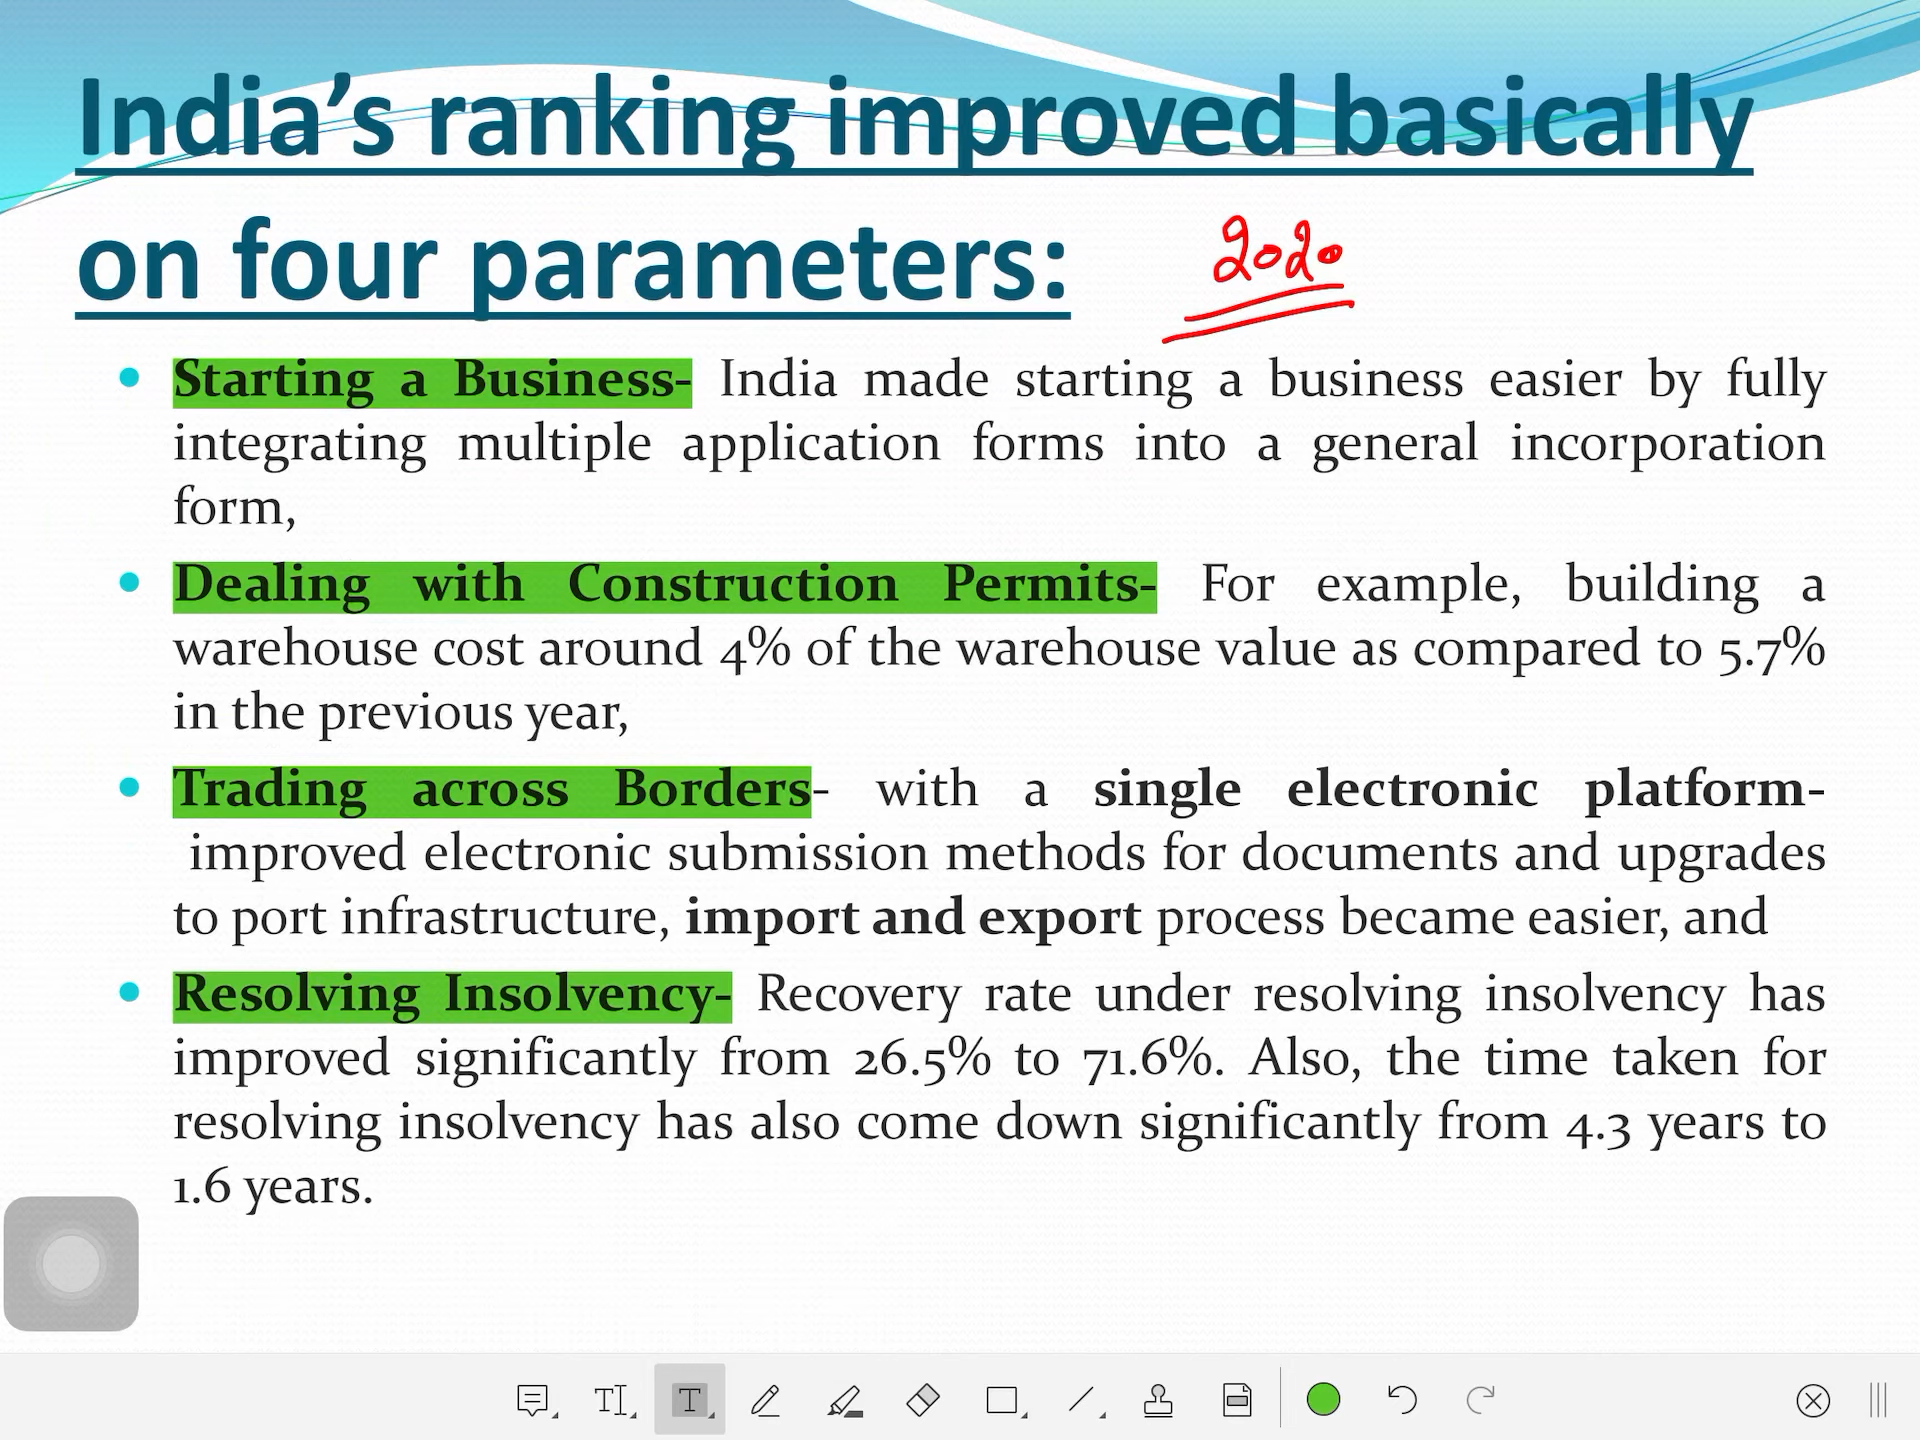 India’s ranking improved basically
on four parameters:
2020
• Starting a Business- India made starting a business easier by fully
integrating multiple application forms into a general incorporation
form,
• Dealing with Construction Permits- For example, building a
warehouse cost around 4% of the warehouse value as compared to 5.7%
in the previous year,
• Trading across Borders- with a single electronic platform-
improved electronic submission methods for documents and upgrades
to port infrastructure, import and export process became easier, and
• Resolving Insolvency- Recovery rate under resolving insolvency has
improved significantly from 26.5% to 71.6%. Also, the time taken for
resolving insolvency has also come down significantly from 4.3 years to
1.6 years.